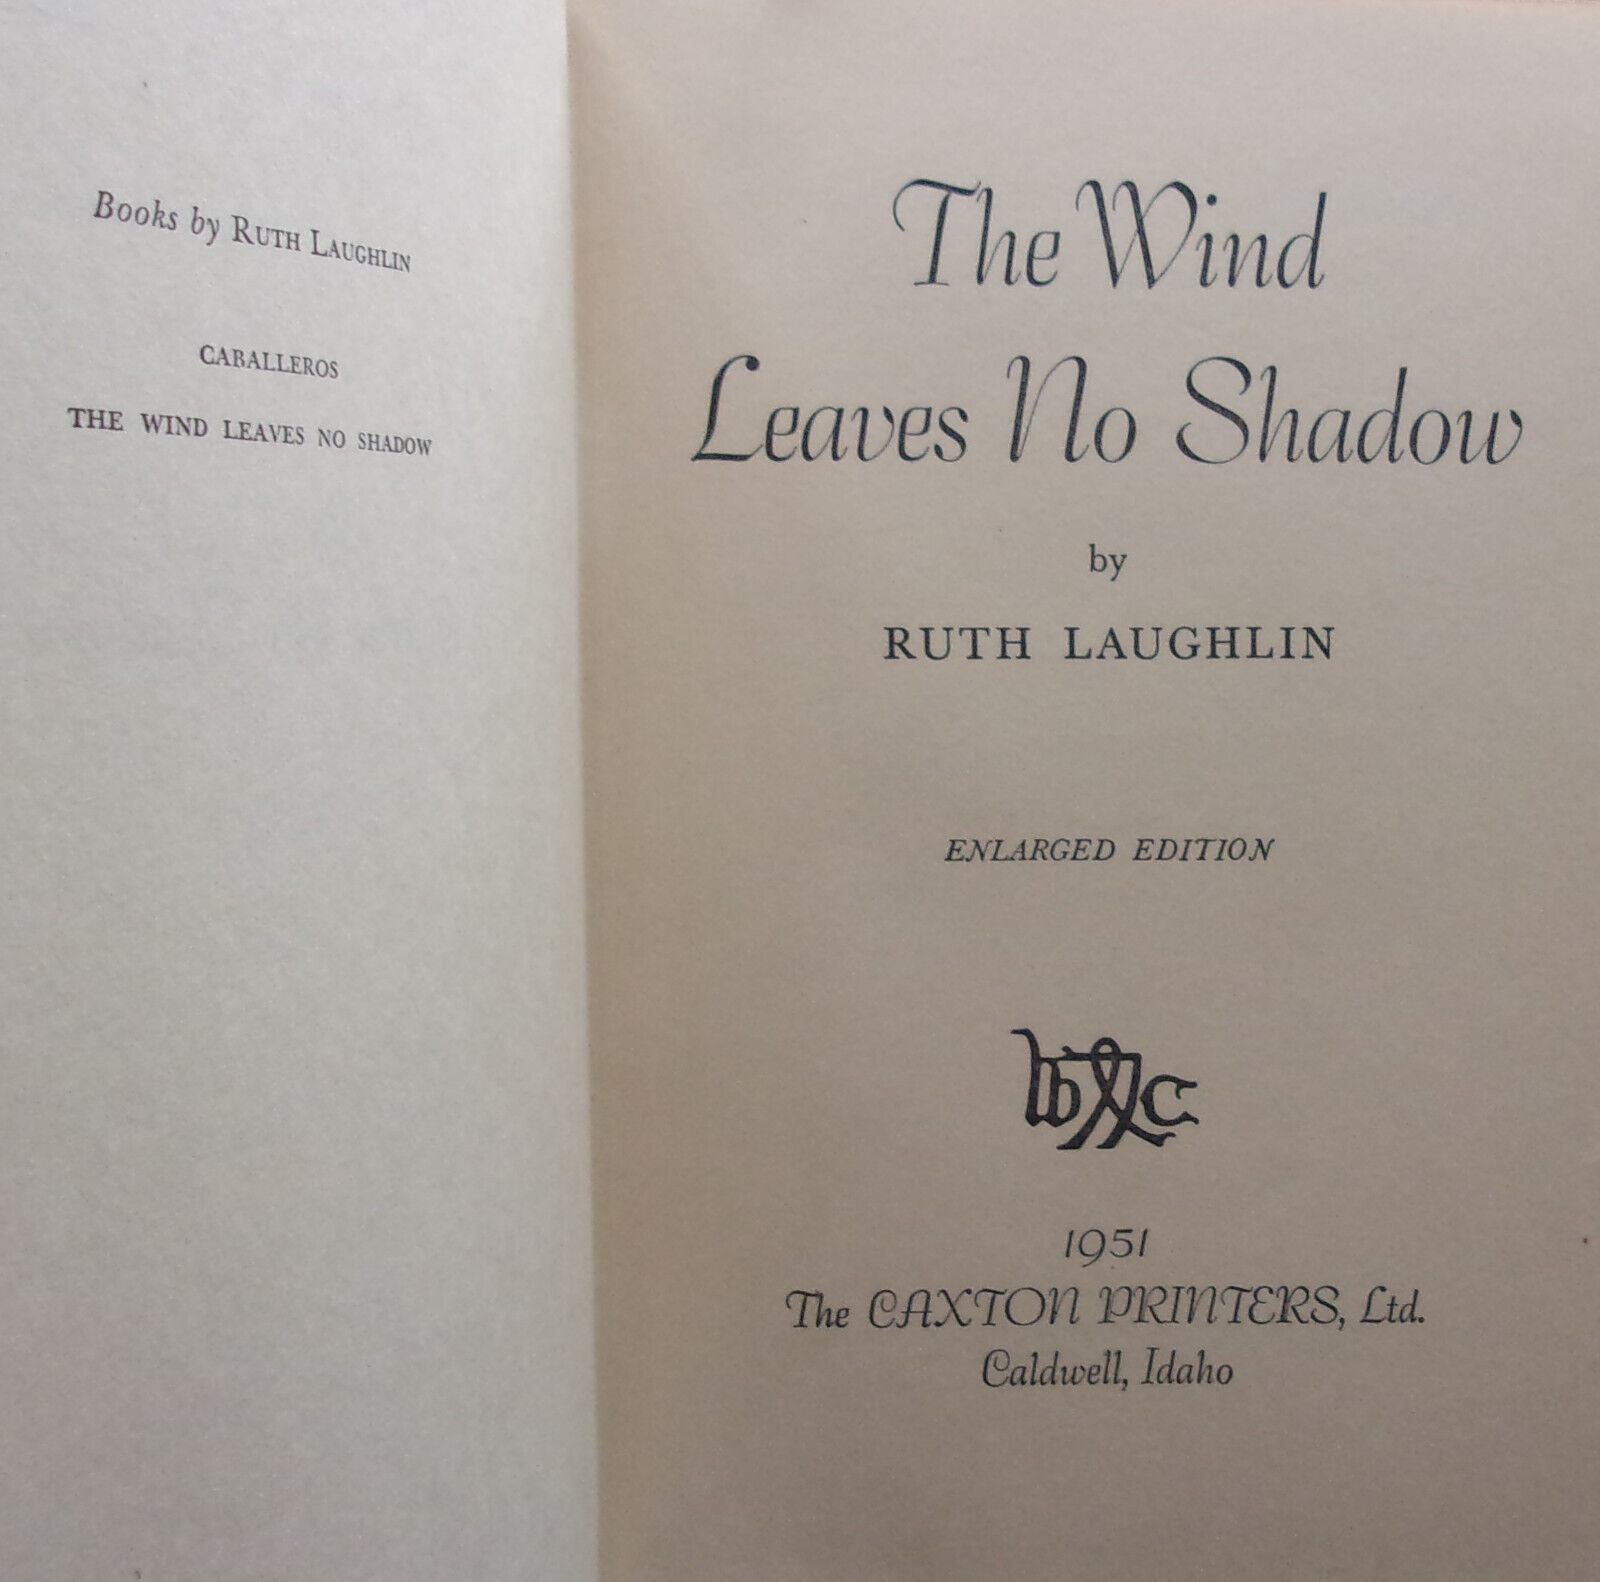 Books by RUTH LAUGHLIN
CABALLEROS
THE WIND LEAVES NO SHADOW
The Wind
Leaves No Shadow
by
RUTH LAUGHLIN
ENLARGED EDITION
1951
The CAXTON PRINTERS, Ltd.
Caldwell, Idaho